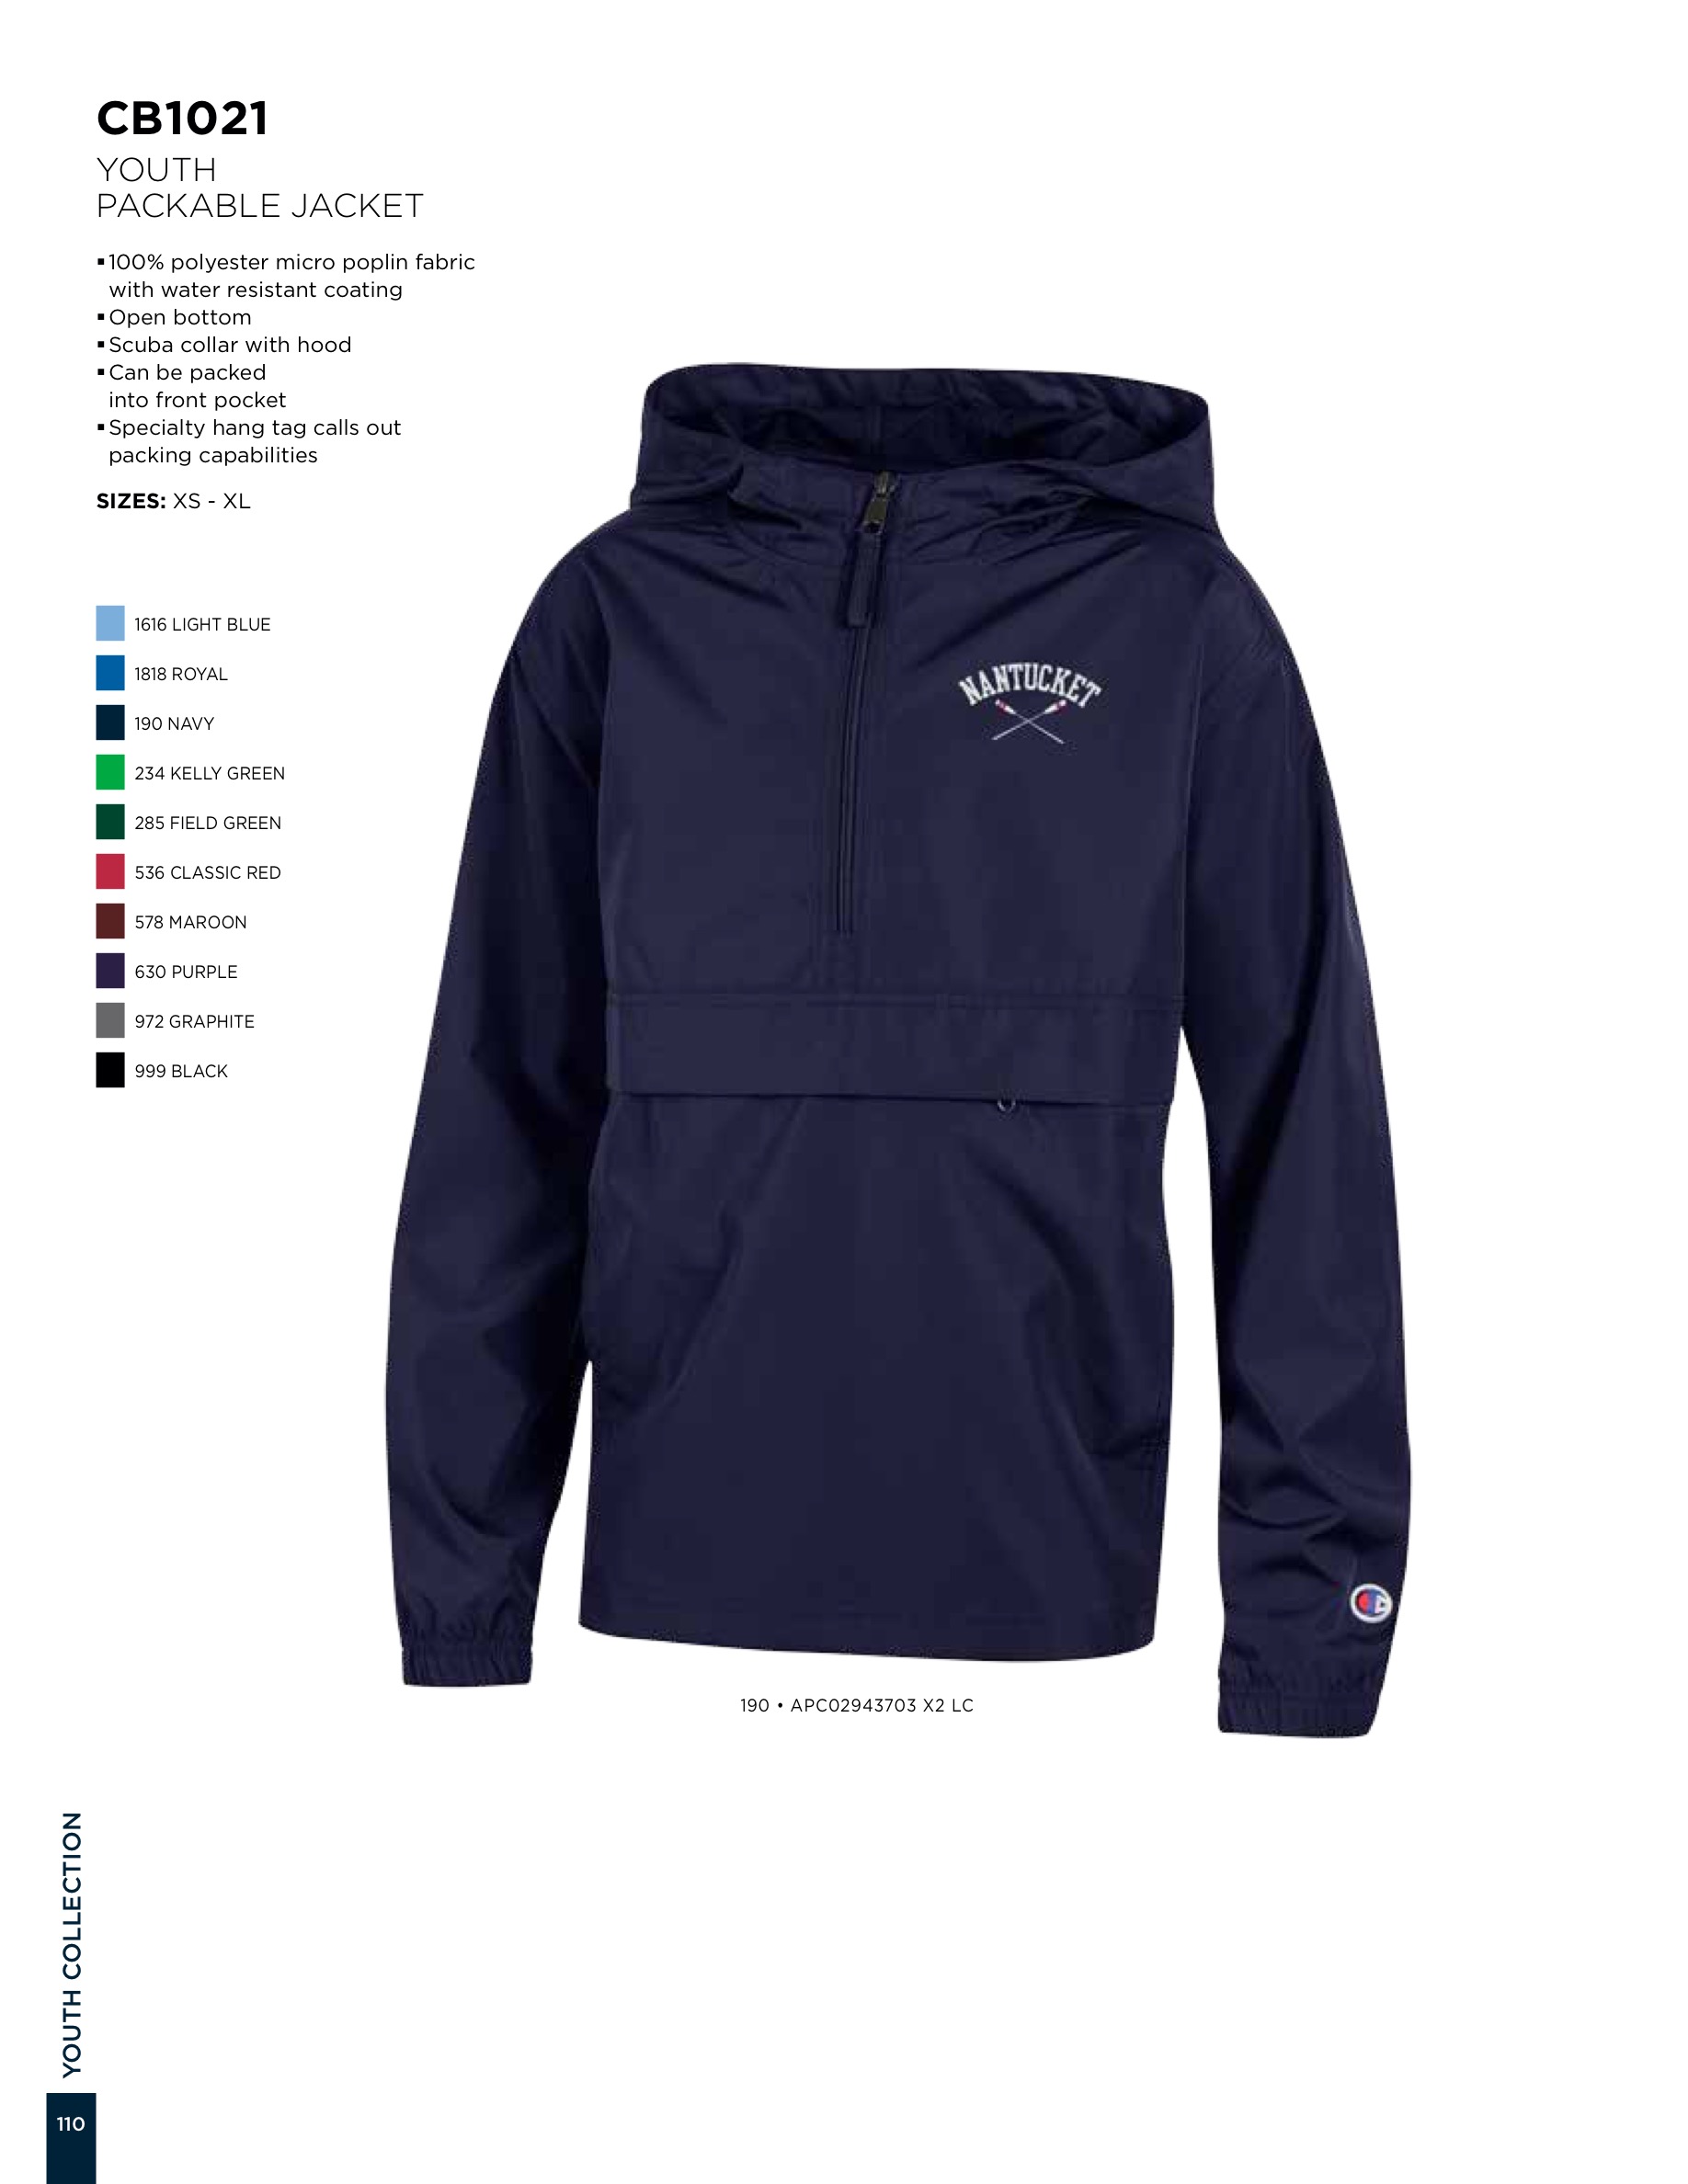 CB1021
YOUTH
PACKABLE JACKET
▪100% polyester micro poplin fabric
with water resistant coating
▪Open bottom
▪Scuba collar with hood
▪Can be packed
into front pocket
▪Specialty hang tag calls out
packing capabilities
SIZES: XS - XL
1616 LIGHT BLUE
1818 ROYAL
190 NAVY
234 KELLY GREEN
285 FIELD GREEN
536 CLASSIC RED
578 MAROON
630 PURPLE
972 GRAPHITE
999 BLACK
NANTUCKET
190 • APC02943703 X2 LC
YOUTH COLLECTION
110